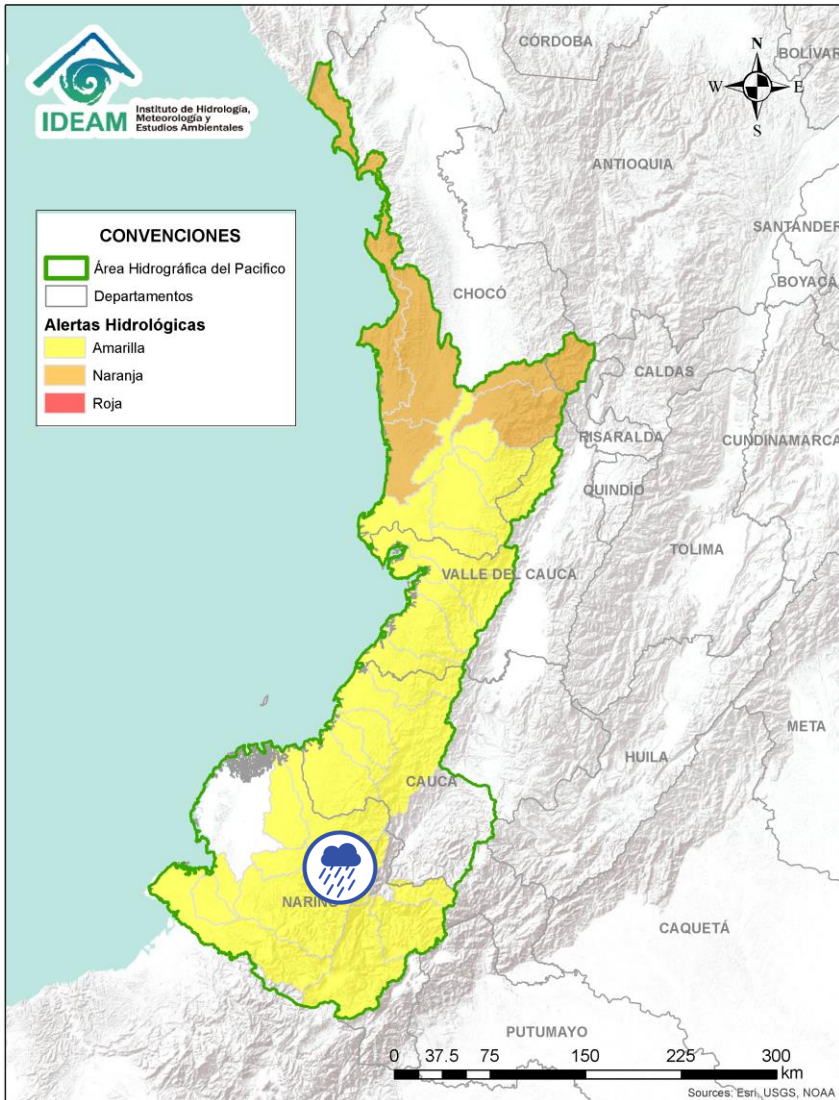 IDEAM
Instituto de Hidrología,
Meteorología y
Estudios Ambientales
CÓRDOBA
BOLÍVAR
N
W
E
S
ANTIOQUIA
SANTANDER
BOYACÁ
CONVENCIONES
Área Hidrográfica del Pacifico
Departamentos
Alertas Hidrológicas
Amarilla
Naranja
Roja
CHOCÓ
CALDAS
RISARALDA
CUNDINAMARCA
QUINDÍO
TOLIMA
VALLE DEL CAUCA
META
HUILA
CAUCA
NARIÑO
CAQUETÁ
PUTUMAYO
0 37.5 75 150 225 300
km
Sources: Esri, USGS, NOAA